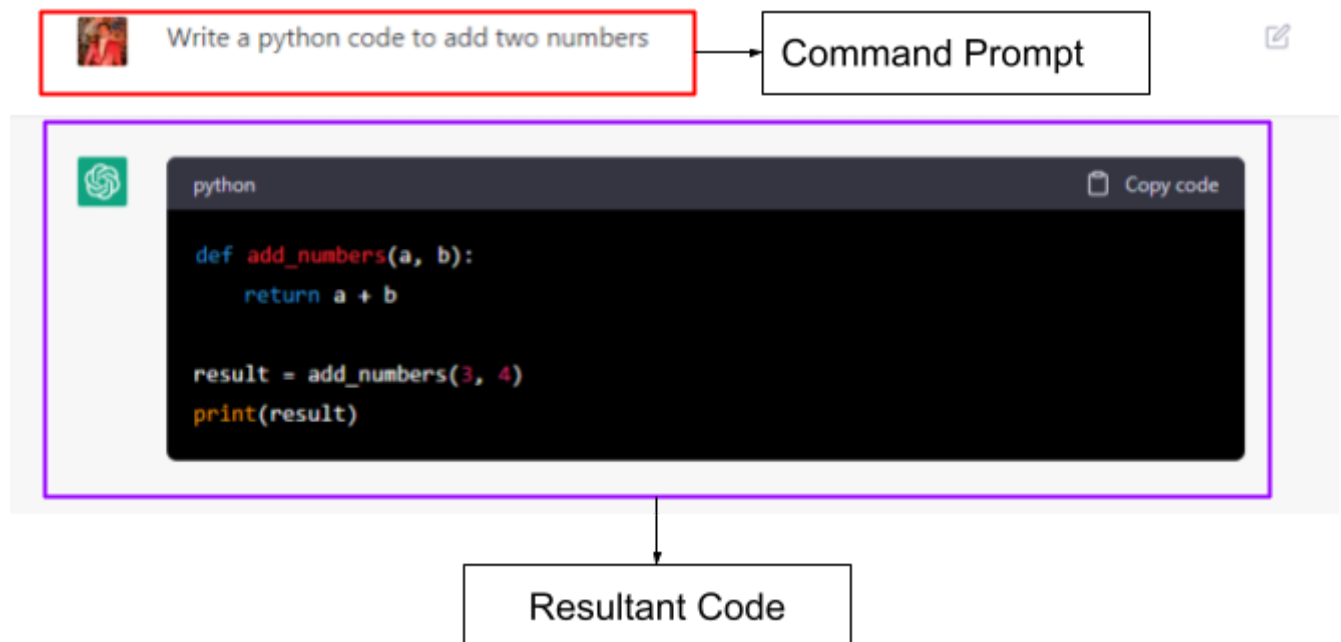 Write a python code to add two numbers
Command Prompt
python
Copy code
def add_numbers(a, b):
    return a + b
result = add_numbers(3, 4)
print(result)
Resultant Code